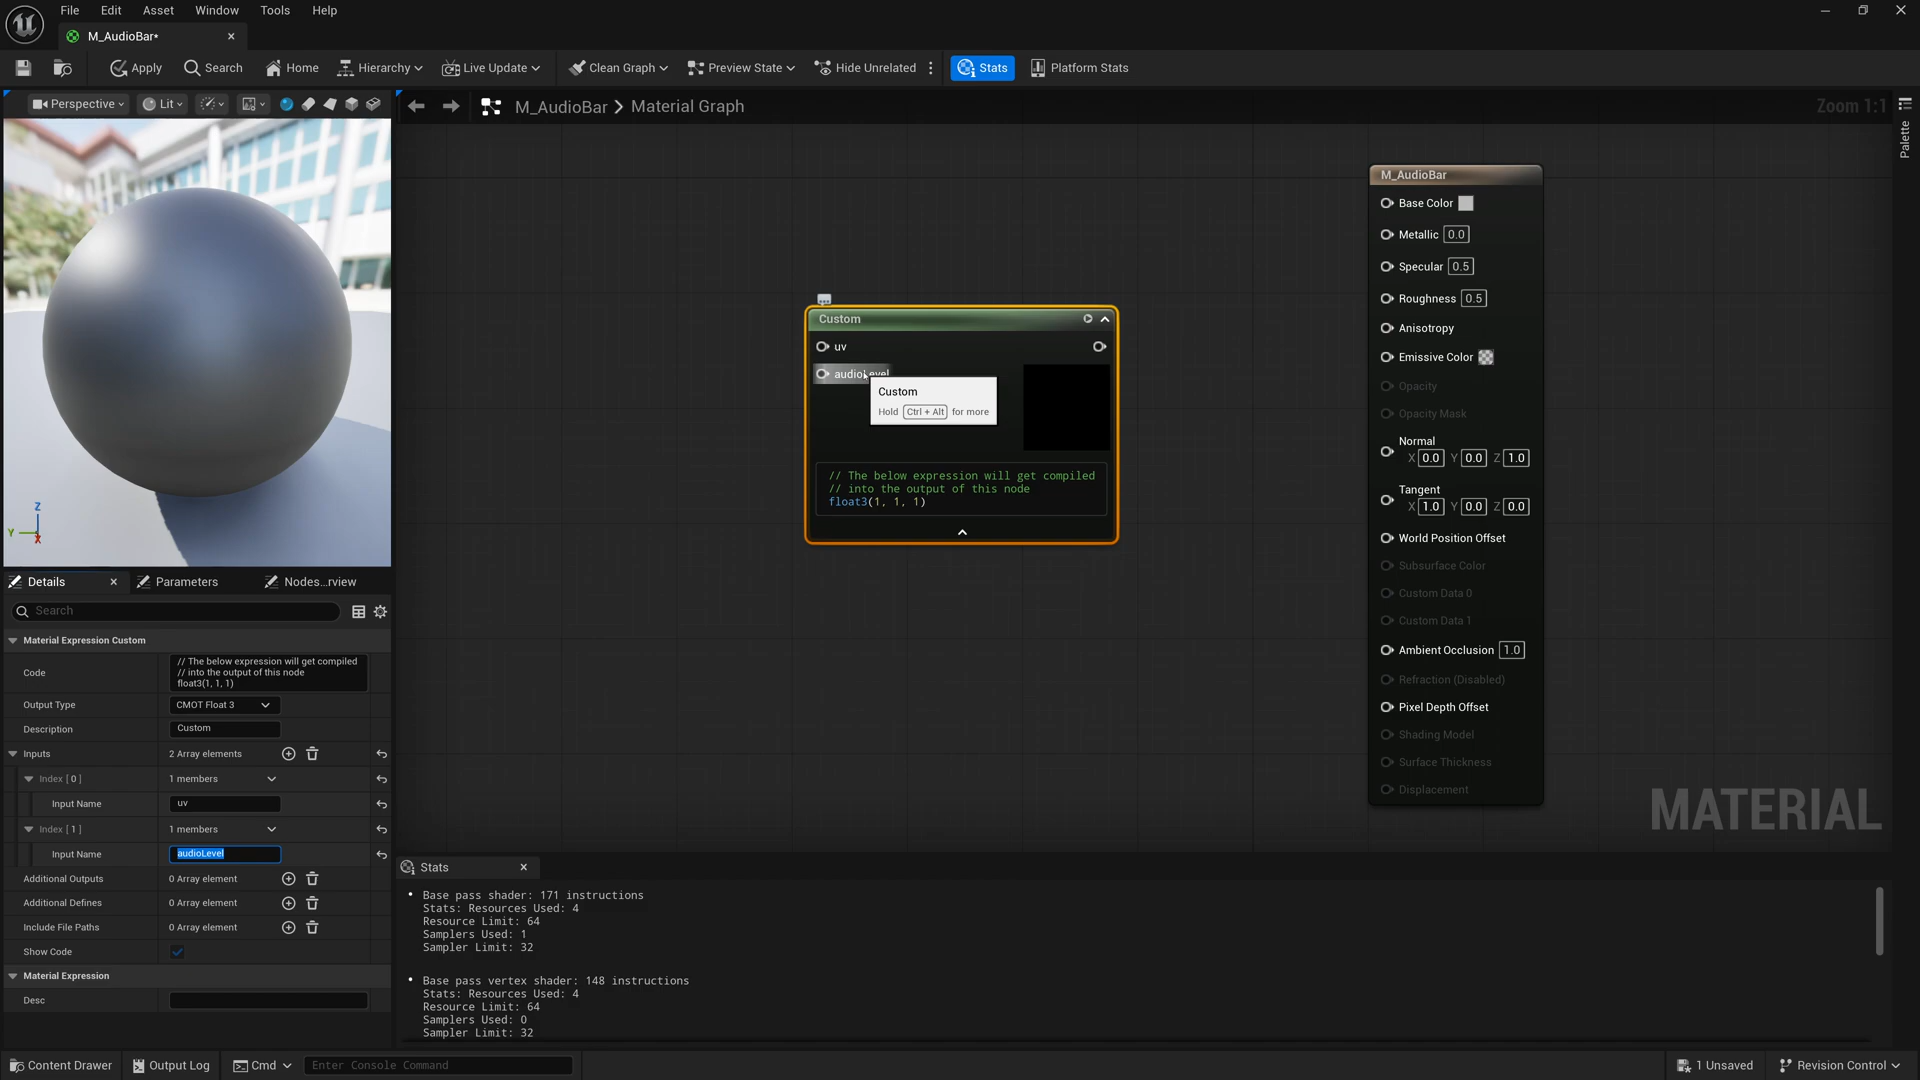 File Edit Asset Window Tools Help
M_AudioBar*
Apply Search Home Hierarchy Live Update Clean Graph Preview State Hide Unrelated Stats Platform Stats
Perspective Lit
M_AudioBar > Material Graph
Zoom 1:1
Palette
M_AudioBar
Base Color
Metallic 0.0
Specular 0.5
Roughness 0.5
Anisotropy
Emissive Color
Opacity
Opacity Mask
Normal
X 0.0 Y 0.0 Z 1.0
Tangent
X 1.0 Y 0.0 Z 0.0
World Position Offset
Subsurface Color
Custom Data 0
Custom Data 1
Ambient Occlusion 1.0
Refraction (Disabled)
Pixel Depth Offset
Shading Model
Surface Thickness
Displacement
Custom
uv
audioLevel
Custom
Hold Ctrl + Alt for more
// The below expression will get compiled
// into the output of this node
float3(1, 1, 1)
MATERIAL
Z
Y
X
Details Parameters Nodes...rview
Search
Material Expression Custom
Code
// The below expression will get compiled
// into the output of this node
float3(1, 1, 1)
Output Type CMOT Float 3
Description Custom
Inputs 2 Array elements
Index [ 0 ] 1 members
Input Name uv
Index [ 1 ] 1 members
Input Name audioLevel
Additional Outputs 0 Array element
Additional Defines 0 Array element
Include File Paths 0 Array element
Show Code
Material Expression
Desc
Stats
• Base pass shader: 171 instructions
Stats: Resources Used: 4
Resource Limit: 64
Samplers Used: 1
Sampler Limit: 32
• Base pass vertex shader: 148 instructions
Stats: Resources Used: 4
Resource Limit: 64
Samplers Used: 0
Sampler Limit: 32
Content Drawer Output Log Cmd Enter Console Command 1 Unsaved Revision Control